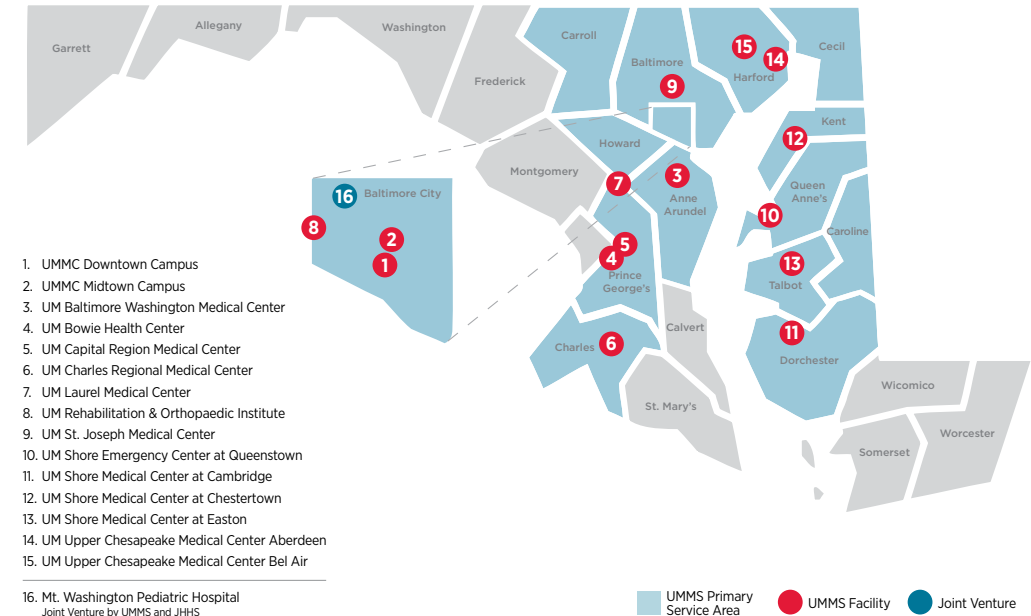 Garrett
Allegany
Washington
Frederick
Carroll
Baltimore
9
15
14
Harford
Cecil
Kent
12
Howard
Montgomery
7
3
Anne
Arundel
Queen
Anne's
10
Caroline
16
Baltimore City
8
2
1
5
4
Prince
George's
13
Talbot
Calvert
Charles
6
11
Dorchester
St. Mary's
Wicomico
Somerset
Worcester
1. UMMC Downtown Campus
2. UMMC Midtown Campus
3. UM Baltimore Washington Medical Center
4. UM Bowie Health Center
5. UM Capital Region Medical Center
6. UM Charles Regional Medical Center
7. UM Laurel Medical Center
8. UM Rehabilitation & Orthopaedic Institute
9. UM St. Joseph Medical Center
10. UM Shore Emergency Center at Queenstown
11. UM Shore Medical Center at Cambridge
12. UM Shore Medical Center at Chestertown
13. UM Shore Medical Center at Easton
14. UM Upper Chesapeake Medical Center Aberdeen
15. UM Upper Chesapeake Medical Center Bel Air
16. Mt. Washington Pediatric Hospital
Joint Venture by UMMS and JHHS
UMMS Primary
Service Area
UMMS Facility
Joint Venture